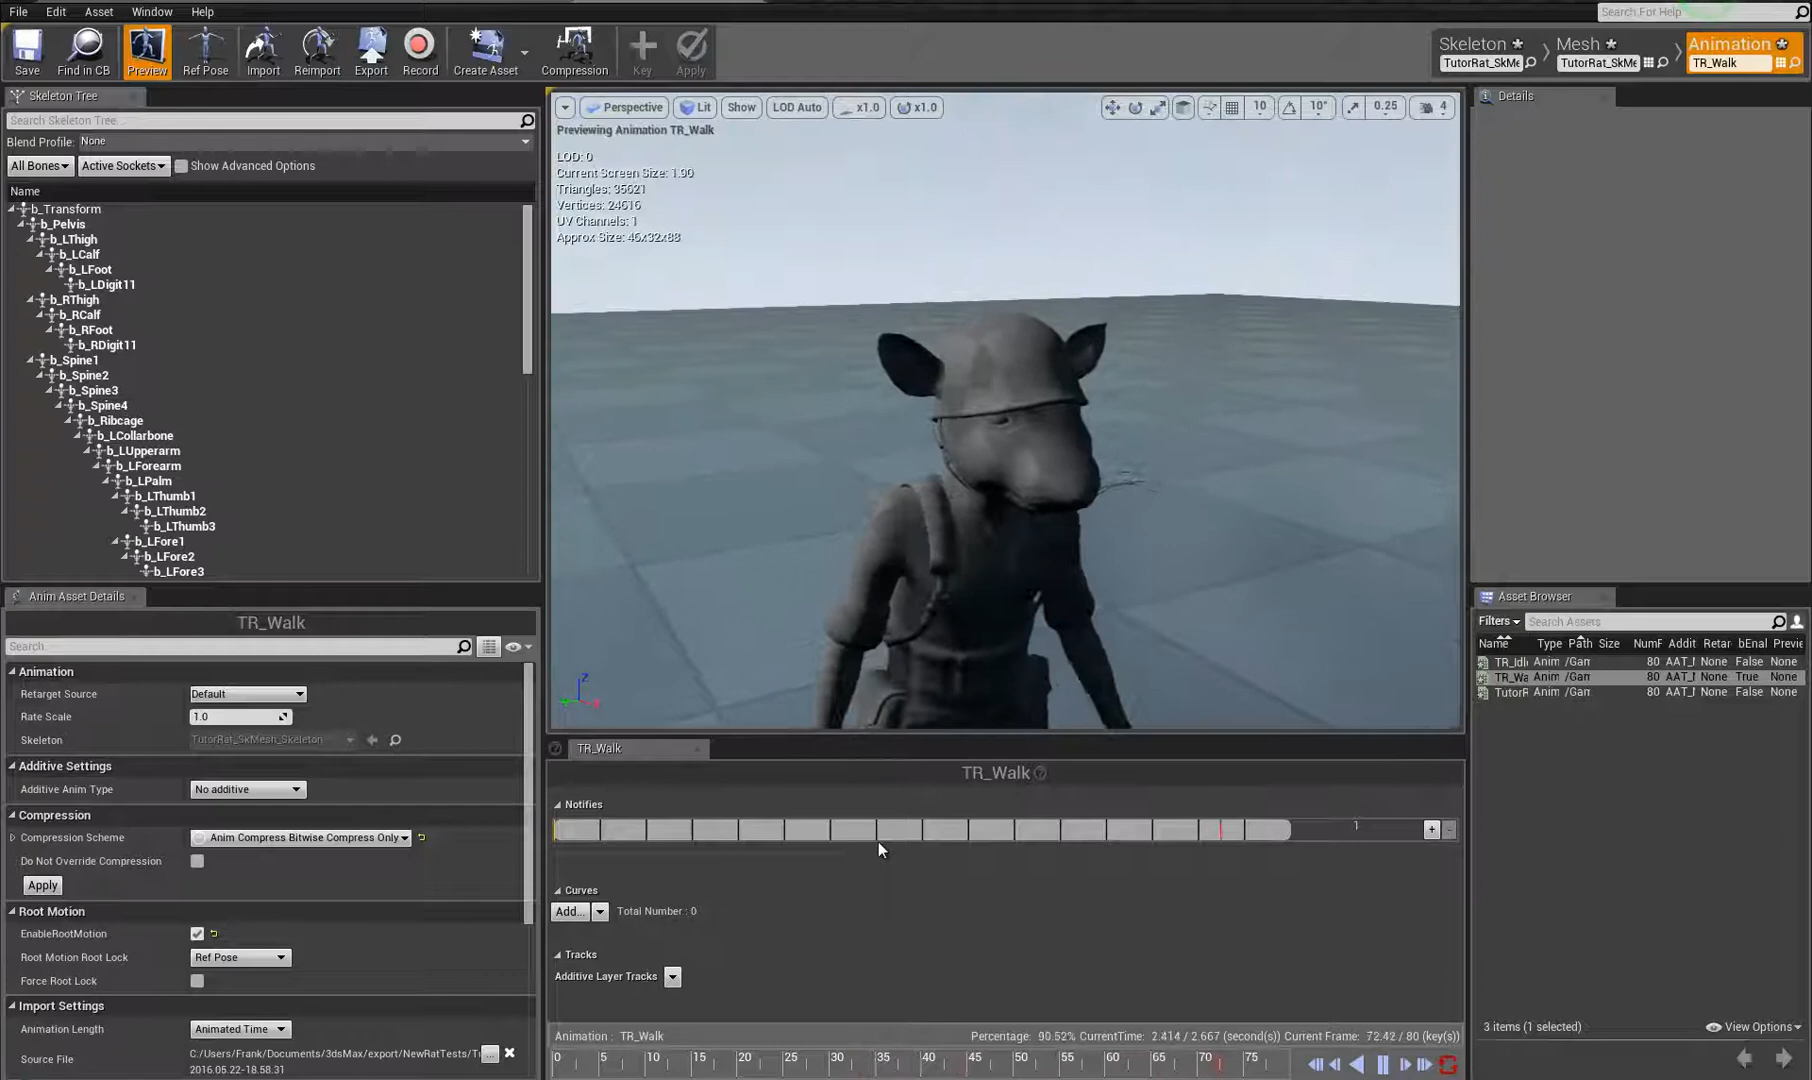 File Edit Asset Window Help
Search For Help
Save Find in CB Preview Ref Pose Import Reimport Export Record Create Asset Compression Key Apply
Skeleton * Mesh * Animation *
TutorRat_SkMe TutorRat_SkMe TR_Walk
Skeleton Tree
Search Skeleton Tree...
Blend Profile: None
All Bones Active Sockets Show Advanced Options
Name
b_Transform
b_Pelvis
b_LThigh
b_LCalf
b_LFoot
b_LDigit11
b_RThigh
b_RCalf
b_RFoot
b_RDigit11
b_Spine1
b_Spine2
b_Spine3
b_Spine4
b_Ribcage
b_LCollarbone
b_LUpperarm
b_LForearm
b_LPalm
b_LThumb1
b_LThumb2
b_LThumb3
b_LFore1
b_LFore2
b_LFore3
Perspective Lit Show LOD Auto x1.0 x1.0 10 10° 0.25 4
Previewing Animation TR_Walk
LOD: 0
Current Screen Size: 1.90
Triangles: 35621
Vertices: 24616
UV Channels: 1
Approx Size: 46x32x88
Z
Details
Anim Asset Details
TR_Walk
Search
Animation
Retarget Source Default
Rate Scale 1.0
Skeleton TutorRat_SkMesh_Skeleton
Additive Settings
Additive Anim Type No additive
Compression
Compression Scheme Anim Compress Bitwise Compress Only
Do Not Override Compression
Apply
Root Motion
EnableRootMotion
Root Motion Root Lock Ref Pose
Force Root Lock
Import Settings
Animation Length Animated Time
Source File C:/Users/Frank/Documents/3dsMax/export/NewRatTests/T
2016.05.22-18.58.31
TR_Walk
TR_Walk
Notifies
1
Curves
Add... Total Number : 0
Tracks
Additive Layer Tracks
Animation : TR_Walk Percentage: 90.52% CurrentTime: 2.414 / 2.667 (second(s)) Current Frame: 72.42 / 80 (key(s))
0 5 10 15 20 25 30 35 40 45 50 55 60 65 70 75
Asset Browser
Filters Search Assets
Name Type Path Size NumF Addit Retar bEnal Previe
TR_Idl Anim /Gam 80 AAT_I None False None
TR_Wa Anim /Gam 80 AAT_I None True None
TutorR Anim /Gam 80 AAT_I None False None
3 items (1 selected) View Options